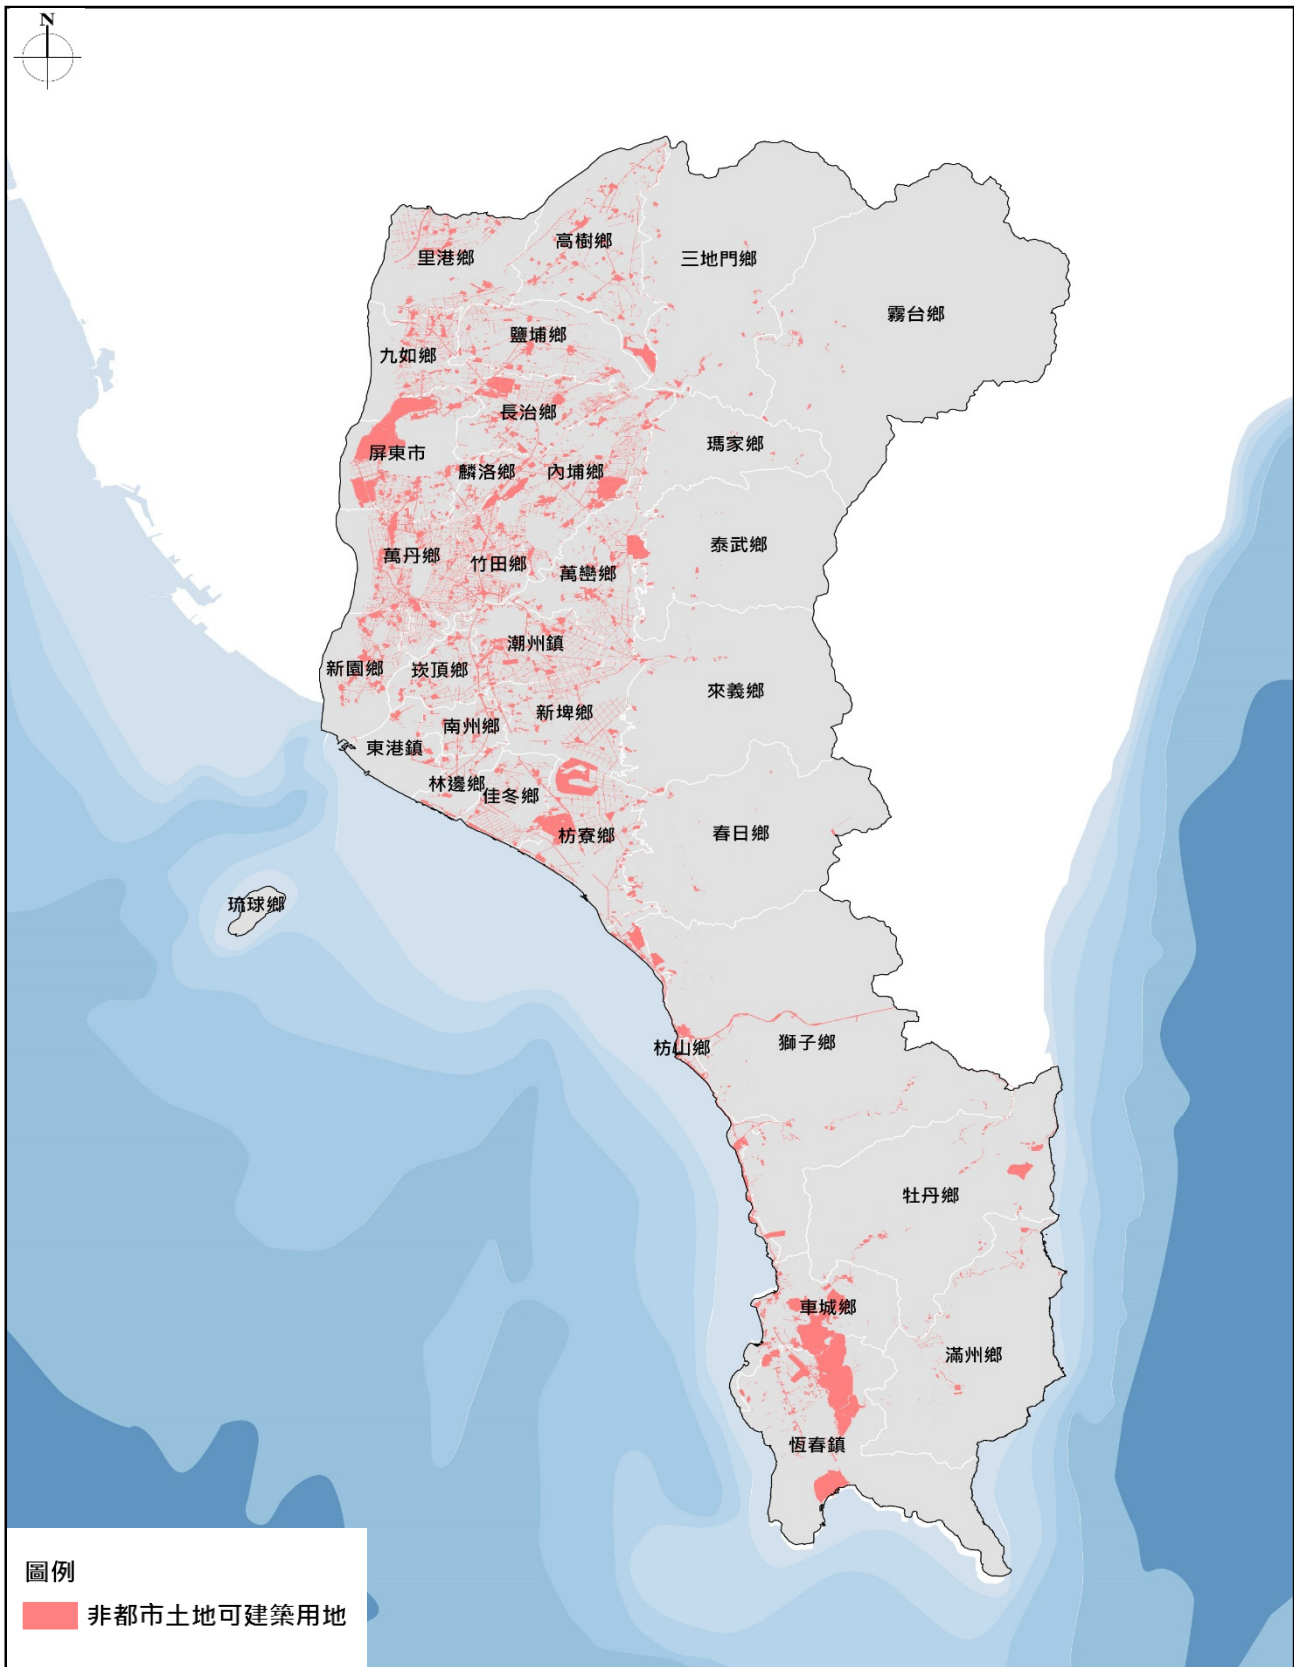 N
高樹鄉
里港鄉
三地門鄉
霧台鄉
鹽埔鄉
九如鄉
長治鄉
屏東市
瑪家鄉
麟洛鄉
內埔鄉
泰武鄉
萬丹鄉
竹田鄉
萬巒鄉
潮州鎮
新園鄉
崁頂鄉
來義鄉
新埤鄉
南州鄉
東港鎮
林邊鄉
佳冬鄉
枋寮鄉
春日鄉
琉球鄉
獅子鄉
枋山鄉
牡丹鄉
車城鄉
滿州鄉
恆春鎮
圖例
非都市土地可建築用地